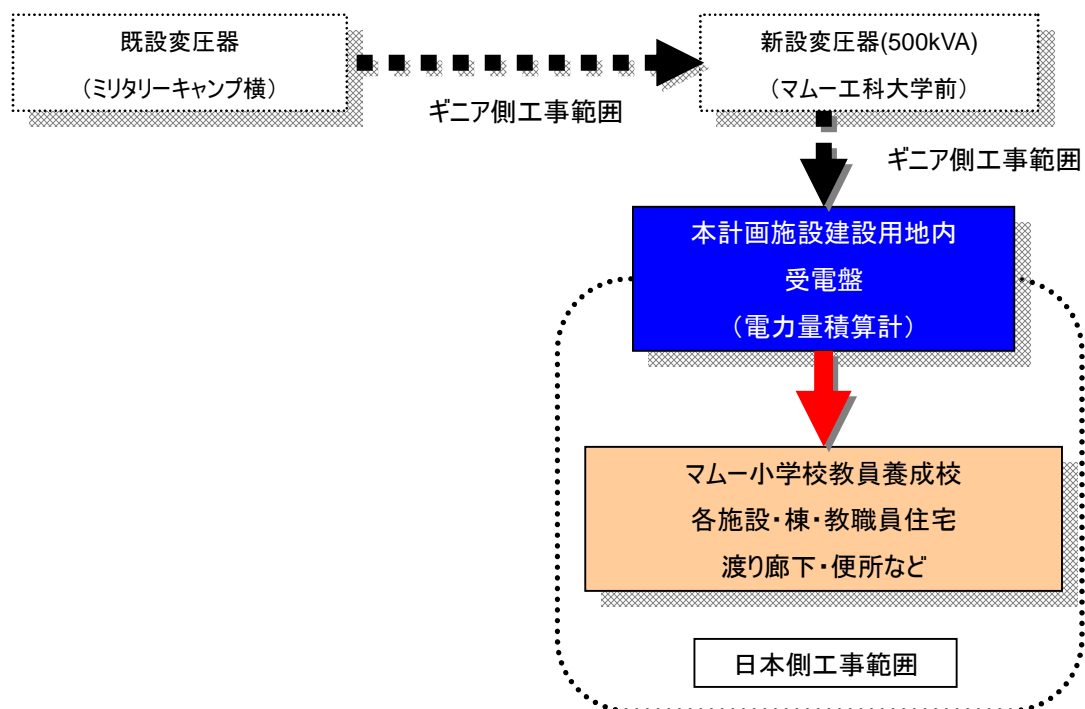 既設変圧器
（ミリタリーキャンプ横）
ギニア側工事範囲
新設変圧器(500kVA)
（マムー工科大学前）
ギニア側工事範囲
本計画施設建設用地内
受電盤
（電力量積算計）
マムー小学校教員養成校
各施設・棟・教職員住宅
渡り廊下・便所など
日本側工事範囲